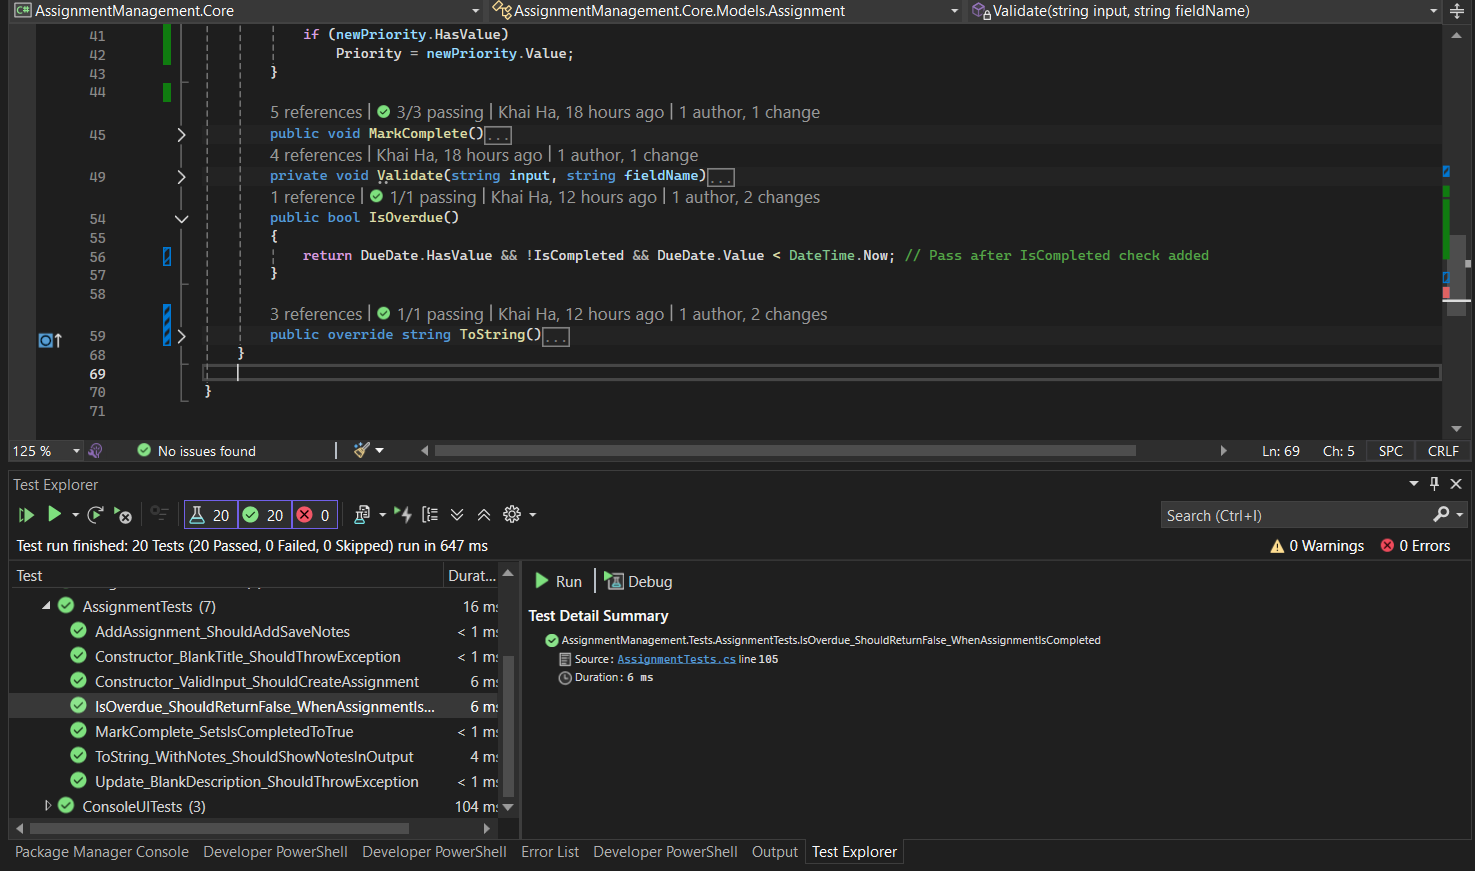 C# AssignmentManagement.Core AssignmentManagement.Core.Models.Assignment Validate(string input, string fieldName)
41 if (newPriority.HasValue)
42 Priority = newPriority.Value;
43 }
44
5 references | 3/3 passing | Khai Ha, 18 hours ago | 1 author, 1 change
45 public void MarkComplete()...
4 references | Khai Ha, 18 hours ago | 1 author, 1 change
49 private void Validate(string input, string fieldName)...
1 reference | 1/1 passing | Khai Ha, 12 hours ago | 1 author, 2 changes
54 public bool IsOverdue()
55 {
56 return DueDate.HasValue && !IsCompleted && DueDate.Value < DateTime.Now; // Pass after IsCompleted check added
57 }
58
3 references | 1/1 passing | Khai Ha, 12 hours ago | 1 author, 2 changes
59 public override string ToString()...
68 }
69
70 }
71
125 % No issues found Ln: 69 Ch: 5 SPC CRLF
Test Explorer
20 20 0 Search (Ctrl+I)
Test run finished: 20 Tests (20 Passed, 0 Failed, 0 Skipped) run in 647 ms 0 Warnings 0 Errors
Test Durat... Run Debug
AssignmentTests (7) 16 ms
AddAssignment_ShouldAddSaveNotes < 1 ms
Constructor_BlankTitle_ShouldThrowException < 1 ms
Constructor_ValidInput_ShouldCreateAssignment 6 ms
IsOverdue_ShouldReturnFalse_WhenAssignmentIs... 6 ms
MarkComplete_SetsIsCompletedToTrue < 1 ms
ToString_WithNotes_ShouldShowNotesInOutput 4 ms
Update_BlankDescription_ShouldThrowException < 1 ms
ConsoleUITests (3) 104 ms
Test Detail Summary
AssignmentManagement.Tests.AssignmentTests.IsOverdue_ShouldReturnFalse_WhenAssignmentIsCompleted
Source: AssignmentTests.cs line 105
Duration: 6 ms
Package Manager Console Developer PowerShell Developer PowerShell Error List Developer PowerShell Output Test Explorer